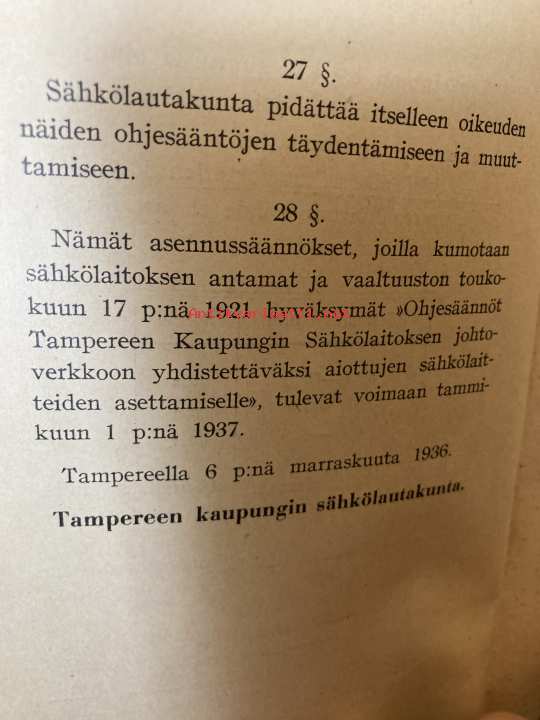 27 §.
Sähkölautakunta pidättää itselleen oikeuden
näiden ohjesääntöjen täydentämiseen ja muut-
tamiseen.
28 §.
Nämät asennussäännökset, joilla kumotaan
sähkölaitoksen antamat ja vaaltuuston touko-
kuun 17 p:nä 1921 hyväksymät »Ohjesäännöt
Tampereen Kaupungin Sähkölaitoksen johto-
verkkoon yhdistettäväksi aiottujen sähkölait-
teiden asettamiselle», tulevat voimaan tammi-
kuun 1 p:nä 1937.
Tampereella 6 p:nä marraskuuta 1936.
Tampereen kaupungin sähkölautakunta.